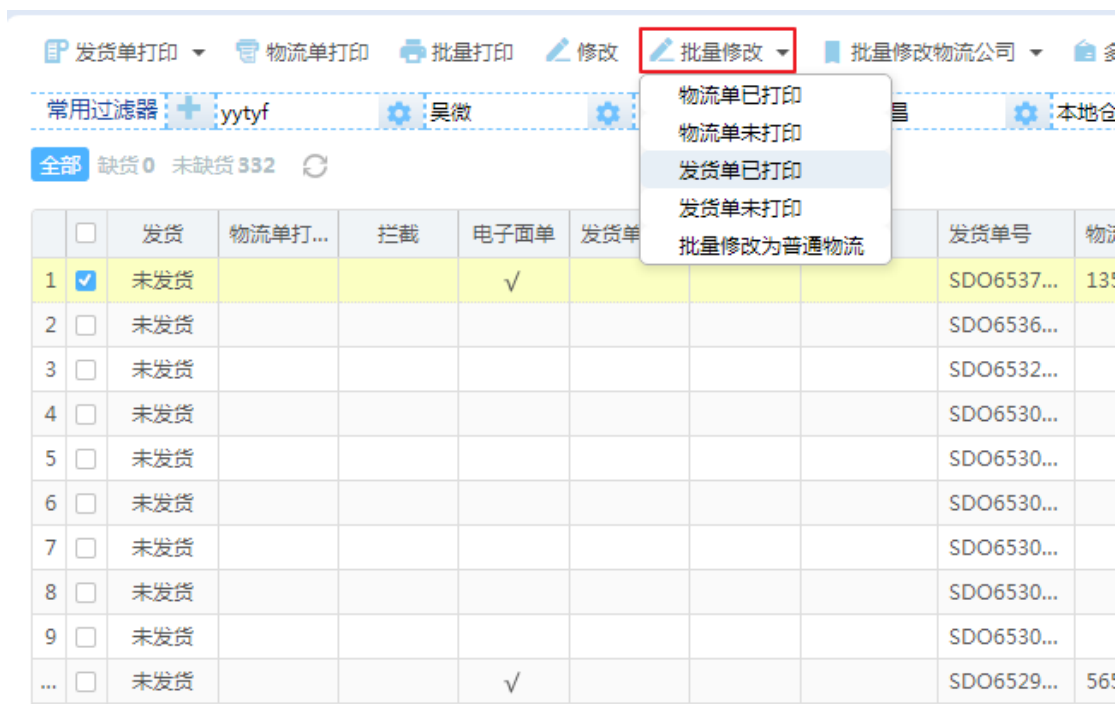 发货单打印 物流单打印 批量打印 修改 批量修改 批量修改物流公司
常用过滤器 yytyf 吴微 昌 本地仓
物流单已打印
物流单未打印
发货单已打印
发货单未打印
批量修改为普通物流
全部 缺货 0 未缺货 332
发货 物流单打... 拦截 电子面单 发货单 发货单号 物流
1 未发货 √ SDO6537... 135
2 未发货 SDO6536...
3 未发货 SDO6532...
4 未发货 SDO6530...
5 未发货 SDO6530...
6 未发货 SDO6530...
7 未发货 SDO6530...
8 未发货 SDO6530...
9 未发货 SDO6530...
... 未发货 √ SDO6529... 565